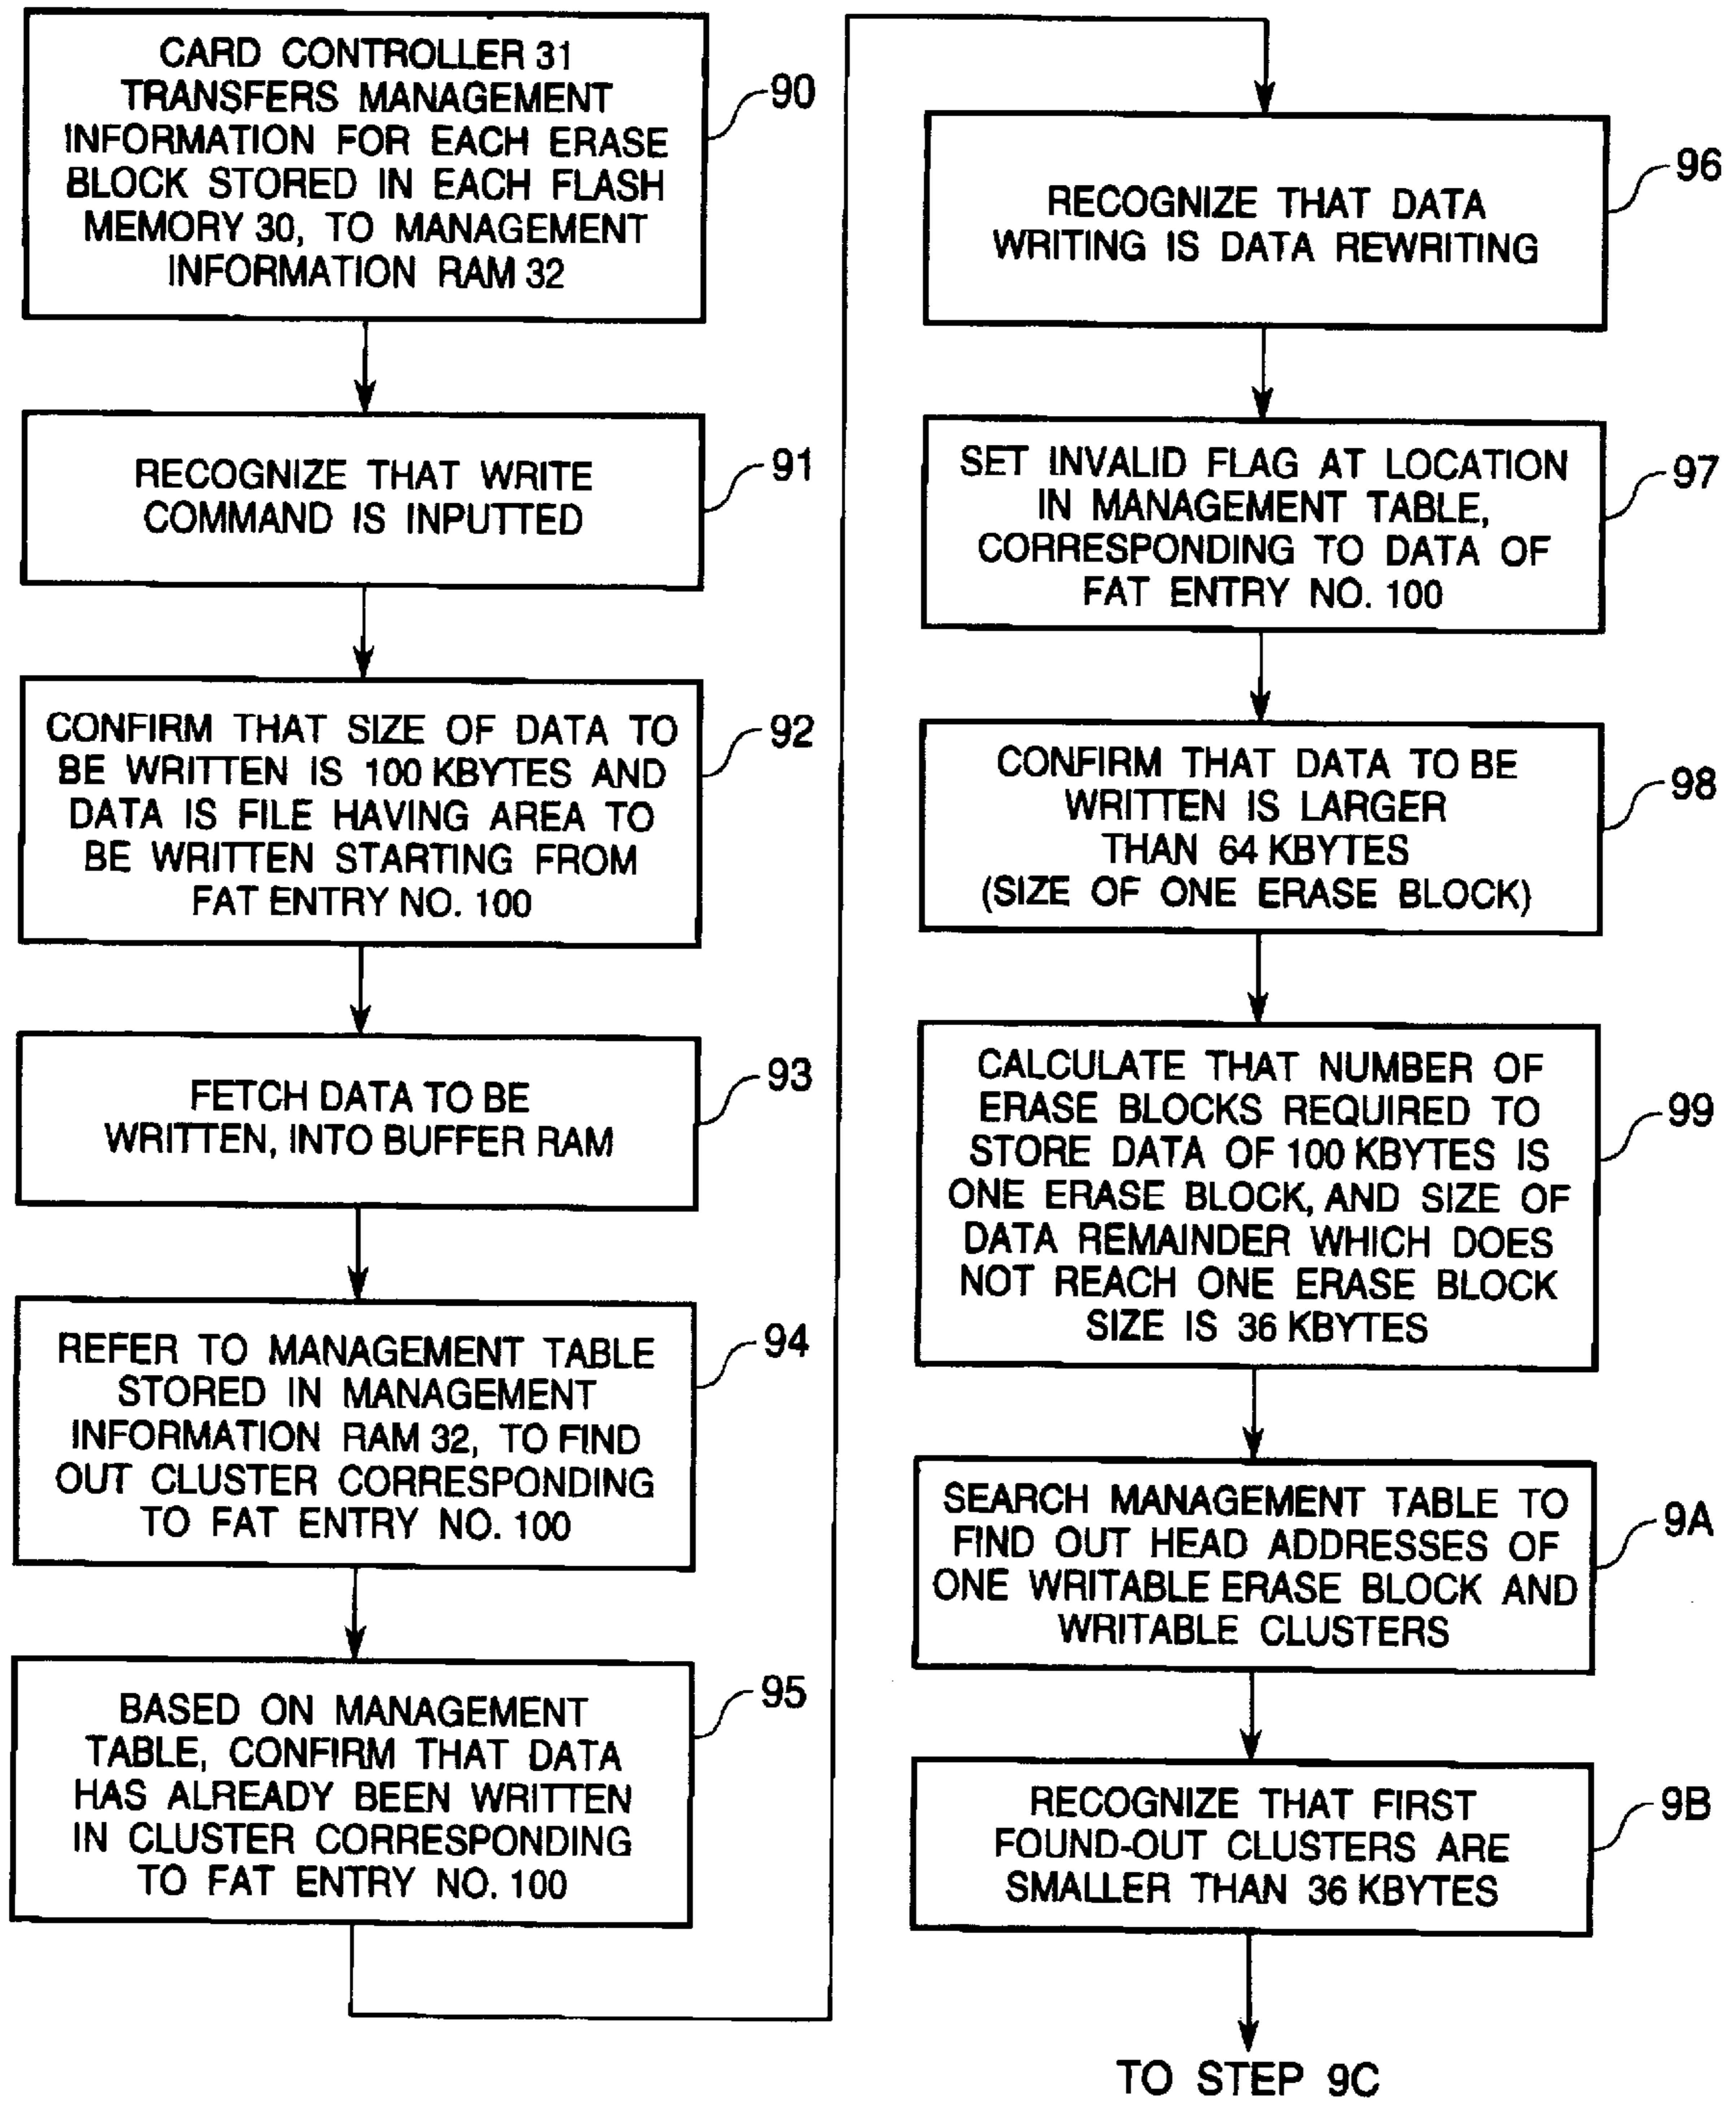 CARD CONTROLLER 31
TRANSFERS MANAGEMENT
INFORMATION FOR EACH ERASE
BLOCK STORED IN EACH FLASH
MEMORY 30, TO MANAGEMENT
INFORMATION RAM 32
90
RECOGNIZE THAT WRITE
COMMAND IS INPUTTED
91
CONFIRM THAT SIZE OF DATA TO
BE WRITTEN IS 100 KBYTES AND
DATA IS FILE HAVING AREA TO
BE WRITTEN STARTING FROM
FAT ENTRY NO. 100
92
FETCH DATA TO BE
WRITTEN, INTO BUFFER RAM
93
REFER TO MANAGEMENT TABLE
STORED IN MANAGEMENT
INFORMATION RAM 32, TO FIND
OUT CLUSTER CORRESPONDING
TO FAT ENTRY NO. 100
94
BASED ON MANAGEMENT
TABLE, CONFIRM THAT DATA
HAS ALREADY BEEN WRITTEN
IN CLUSTER CORRESPONDING
TO FAT ENTRY NO. 100
95
RECOGNIZE THAT DATA
WRITING IS DATA REWRITING
96
SET INVALID FLAG AT LOCATION
IN MANAGEMENT TABLE,
CORRESPONDING TO DATA OF
FAT ENTRY NO. 100
97
CONFIRM THAT DATA TO BE
WRITTEN IS LARGER
THAN 64 KBYTES
(SIZE OF ONE ERASE BLOCK)
98
CALCULATE THAT NUMBER OF
ERASE BLOCKS REQUIRED TO
STORE DATA OF 100 KBYTES IS
ONE ERASE BLOCK, AND SIZE OF
DATA REMAINDER WHICH DOES
NOT REACH ONE ERASE BLOCK
SIZE IS 36 KBYTES
99
SEARCH MANAGEMENT TABLE TO
FIND OUT HEAD ADDRESSES OF
ONE WRITABLE ERASE BLOCK AND
WRITABLE CLUSTERS
9A
RECOGNIZE THAT FIRST
FOUND-OUT CLUSTERS ARE
SMALLER THAN 36 KBYTES
9B
TO STEP 9C